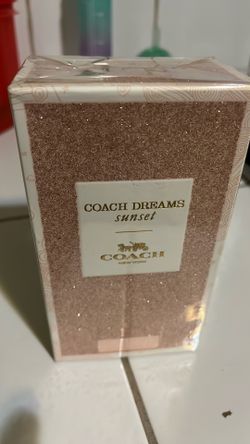 COACH DREAMS
sunset
COACH
NEW YORK